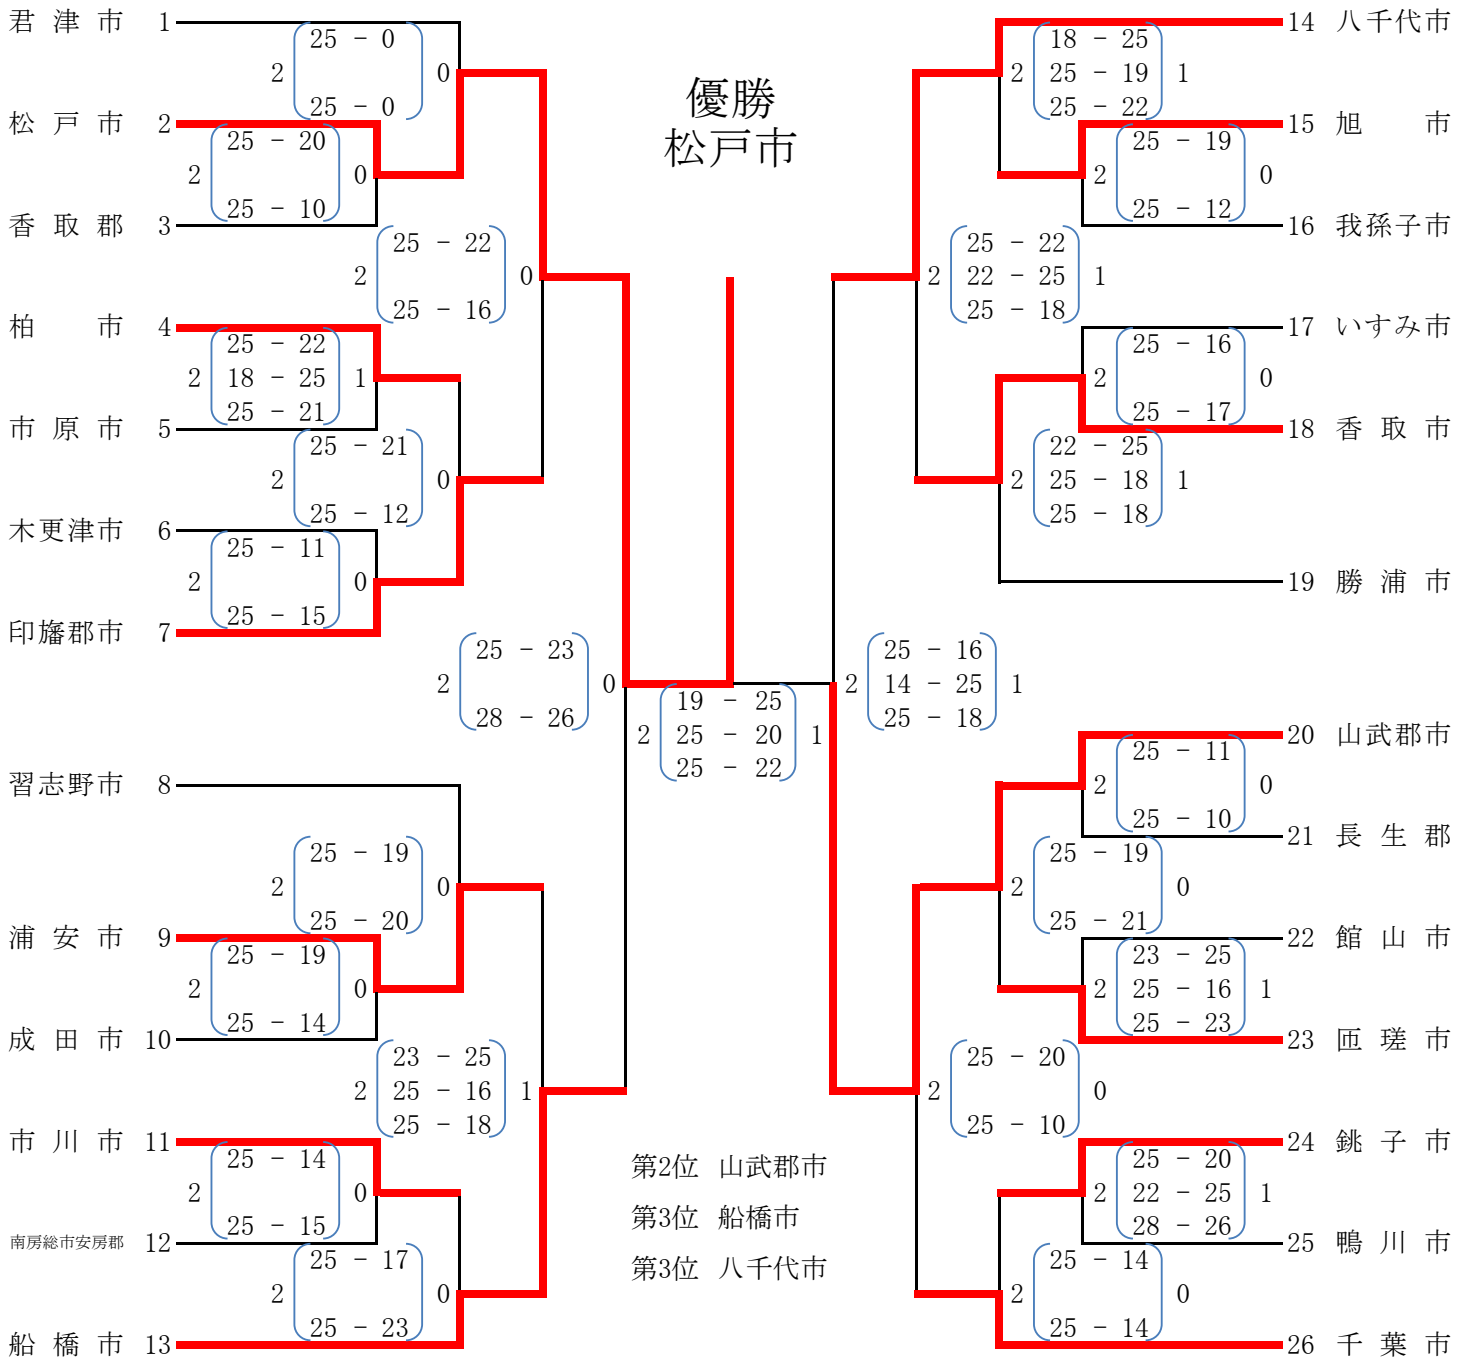 優勝
松戸市
君津市 1
25 - 0
2 0
25 - 0
松戸市 2
25 - 20
2 0
25 - 10
香取郡 3
25 - 22
2 0
25 - 16
柏市 4
25 - 22
2 18 - 25 1
25 - 21
市原市 5
25 - 21
2 0
25 - 12
木更津市 6
25 - 11
2 0
25 - 15
印旛郡市 7
25 - 23
2 0
28 - 26
習志野市 8
25 - 19
2 0
25 - 20
浦安市 9
25 - 19
2 0
25 - 14
成田市 10
23 - 25
2 25 - 16 1
25 - 18
市川市 11
25 - 14
2 0
25 - 15
南房総市安房郡 12
25 - 17
2 0
25 - 23
船橋市 13
19 - 25
2 25 - 20 1
25 - 22
14 八千代市
18 - 25
2 25 - 19 1
25 - 22
15 旭市
25 - 19
2 0
25 - 12
16 我孫子市
25 - 22
2 22 - 25 1
25 - 18
17 いすみ市
25 - 16
2 0
25 - 17
18 香取市
22 - 25
2 25 - 18 1
25 - 18
19 勝浦市
25 - 16
2 14 - 25 1
25 - 18
20 山武郡市
25 - 11
2 0
25 - 10
21 長生郡
25 - 19
2 0
25 - 21
22 館山市
23 - 25
2 25 - 16 1
25 - 23
23 匝瑳市
25 - 20
2 0
25 - 10
24 銚子市
25 - 20
2 22 - 25 1
28 - 26
25 鴨川市
25 - 14
2 0
25 - 14
26 千葉市
第2位 山武郡市
第3位 船橋市
第3位 八千代市